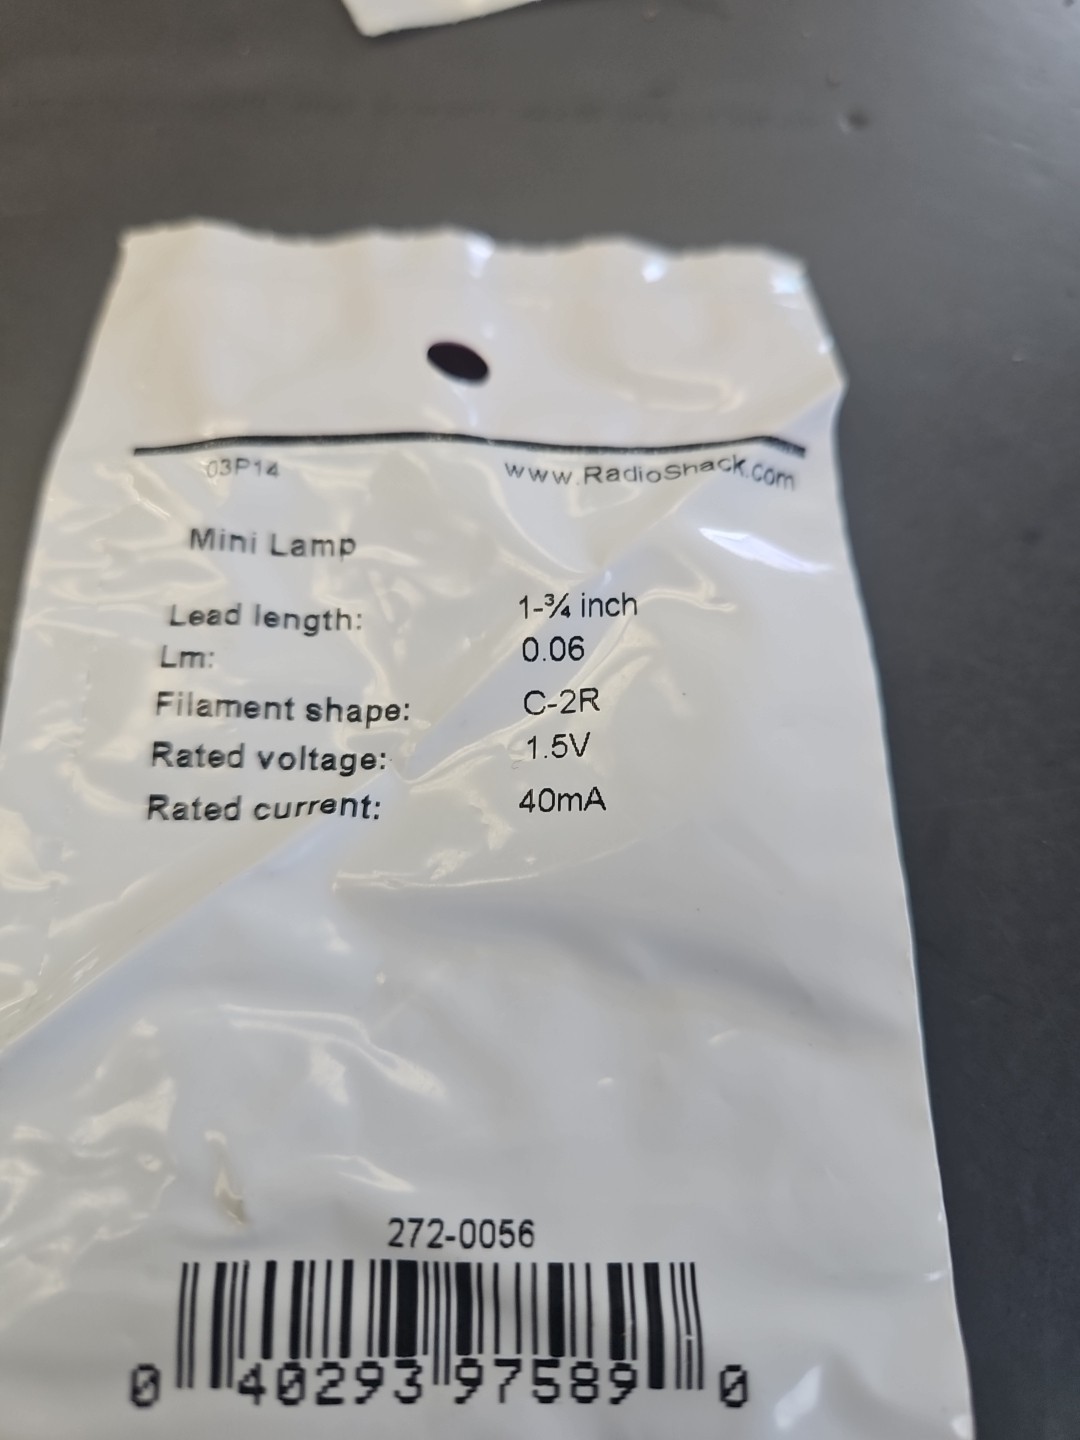 03P14 www.RadioShack.com
Mini Lamp
Lead length: 1-¾ inch
Lm: 0.06
Filament shape: C-2R
Rated voltage: 1.5V
Rated current: 40mA
272-0056
0 40293 97589 0